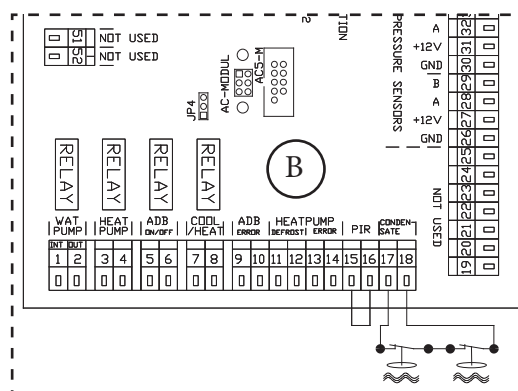 51 NOT USED
52 NOT USED
2
TION
AC-MODUL
AC5-M
JP4
PRESSURE SENSORS
A 32
+12V 31
GND 30
B 29
A 28
+12V 27
GND 26
25
24
NOT USED
23
22
21
20
19
RELAY RELAY RELAY RELAY
B
WAT PUMP HEAT PUMP ADB ON/OFF COOL /HEAT ADB ERROR HEATPUMP DEFROST ERROR PIR CONDEN-SATE
INT OUT
1 2 3 4 5 6 7 8 9 10 11 12 13 14 15 16 17 18